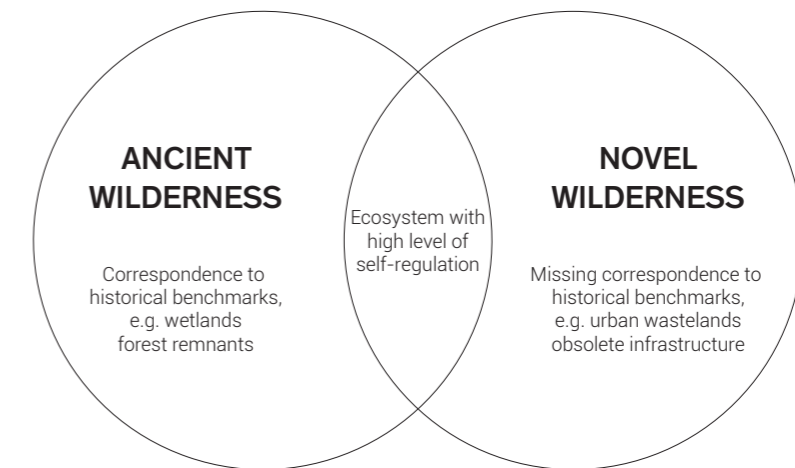 ANCIENT
WILDERNESS
Correspondence to
historical benchmarks,
e.g. wetlands
forest remnants
Ecosystem with
high level of
self-regulation
NOVEL
WILDERNESS
Missing correspondence to
historical benchmarks,
e.g. urban wastelands
obsolete infrastructure